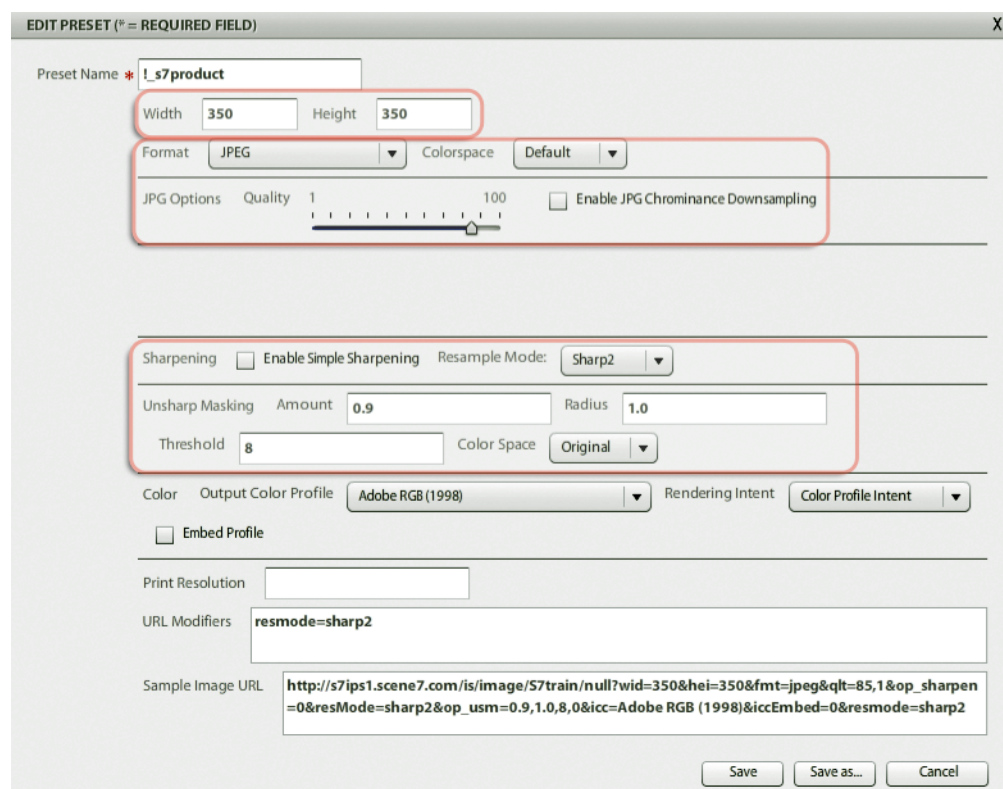 EDIT PRESET (* = REQUIRED FIELD) X
Preset Name * !_s7product
Width 350 Height 350
Format JPEG Colorspace Default
JPG Options Quality 1 100 Enable JPG Chrominance Downsampling
Sharpening Enable Simple Sharpening Resample Mode: Sharp2
Unsharp Masking Amount 0.9 Radius 1.0
Threshold 8 Color Space Original
Color Output Color Profile Adobe RGB (1998) Rendering Intent Color Profile Intent
Embed Profile
Print Resolution
URL Modifiers resmode=sharp2
Sample Image URL http://s7ips1.scene7.com/is/image/S7train/null?wid=350&hei=350&fmt=jpeg&qlt=85,1&op_sharpen
=0&resMode=sharp2&op_usm=0.9,1.0,8,0&icc=Adobe RGB (1998)&iccEmbed=0&resmode=sharp2
Save Save as... Cancel